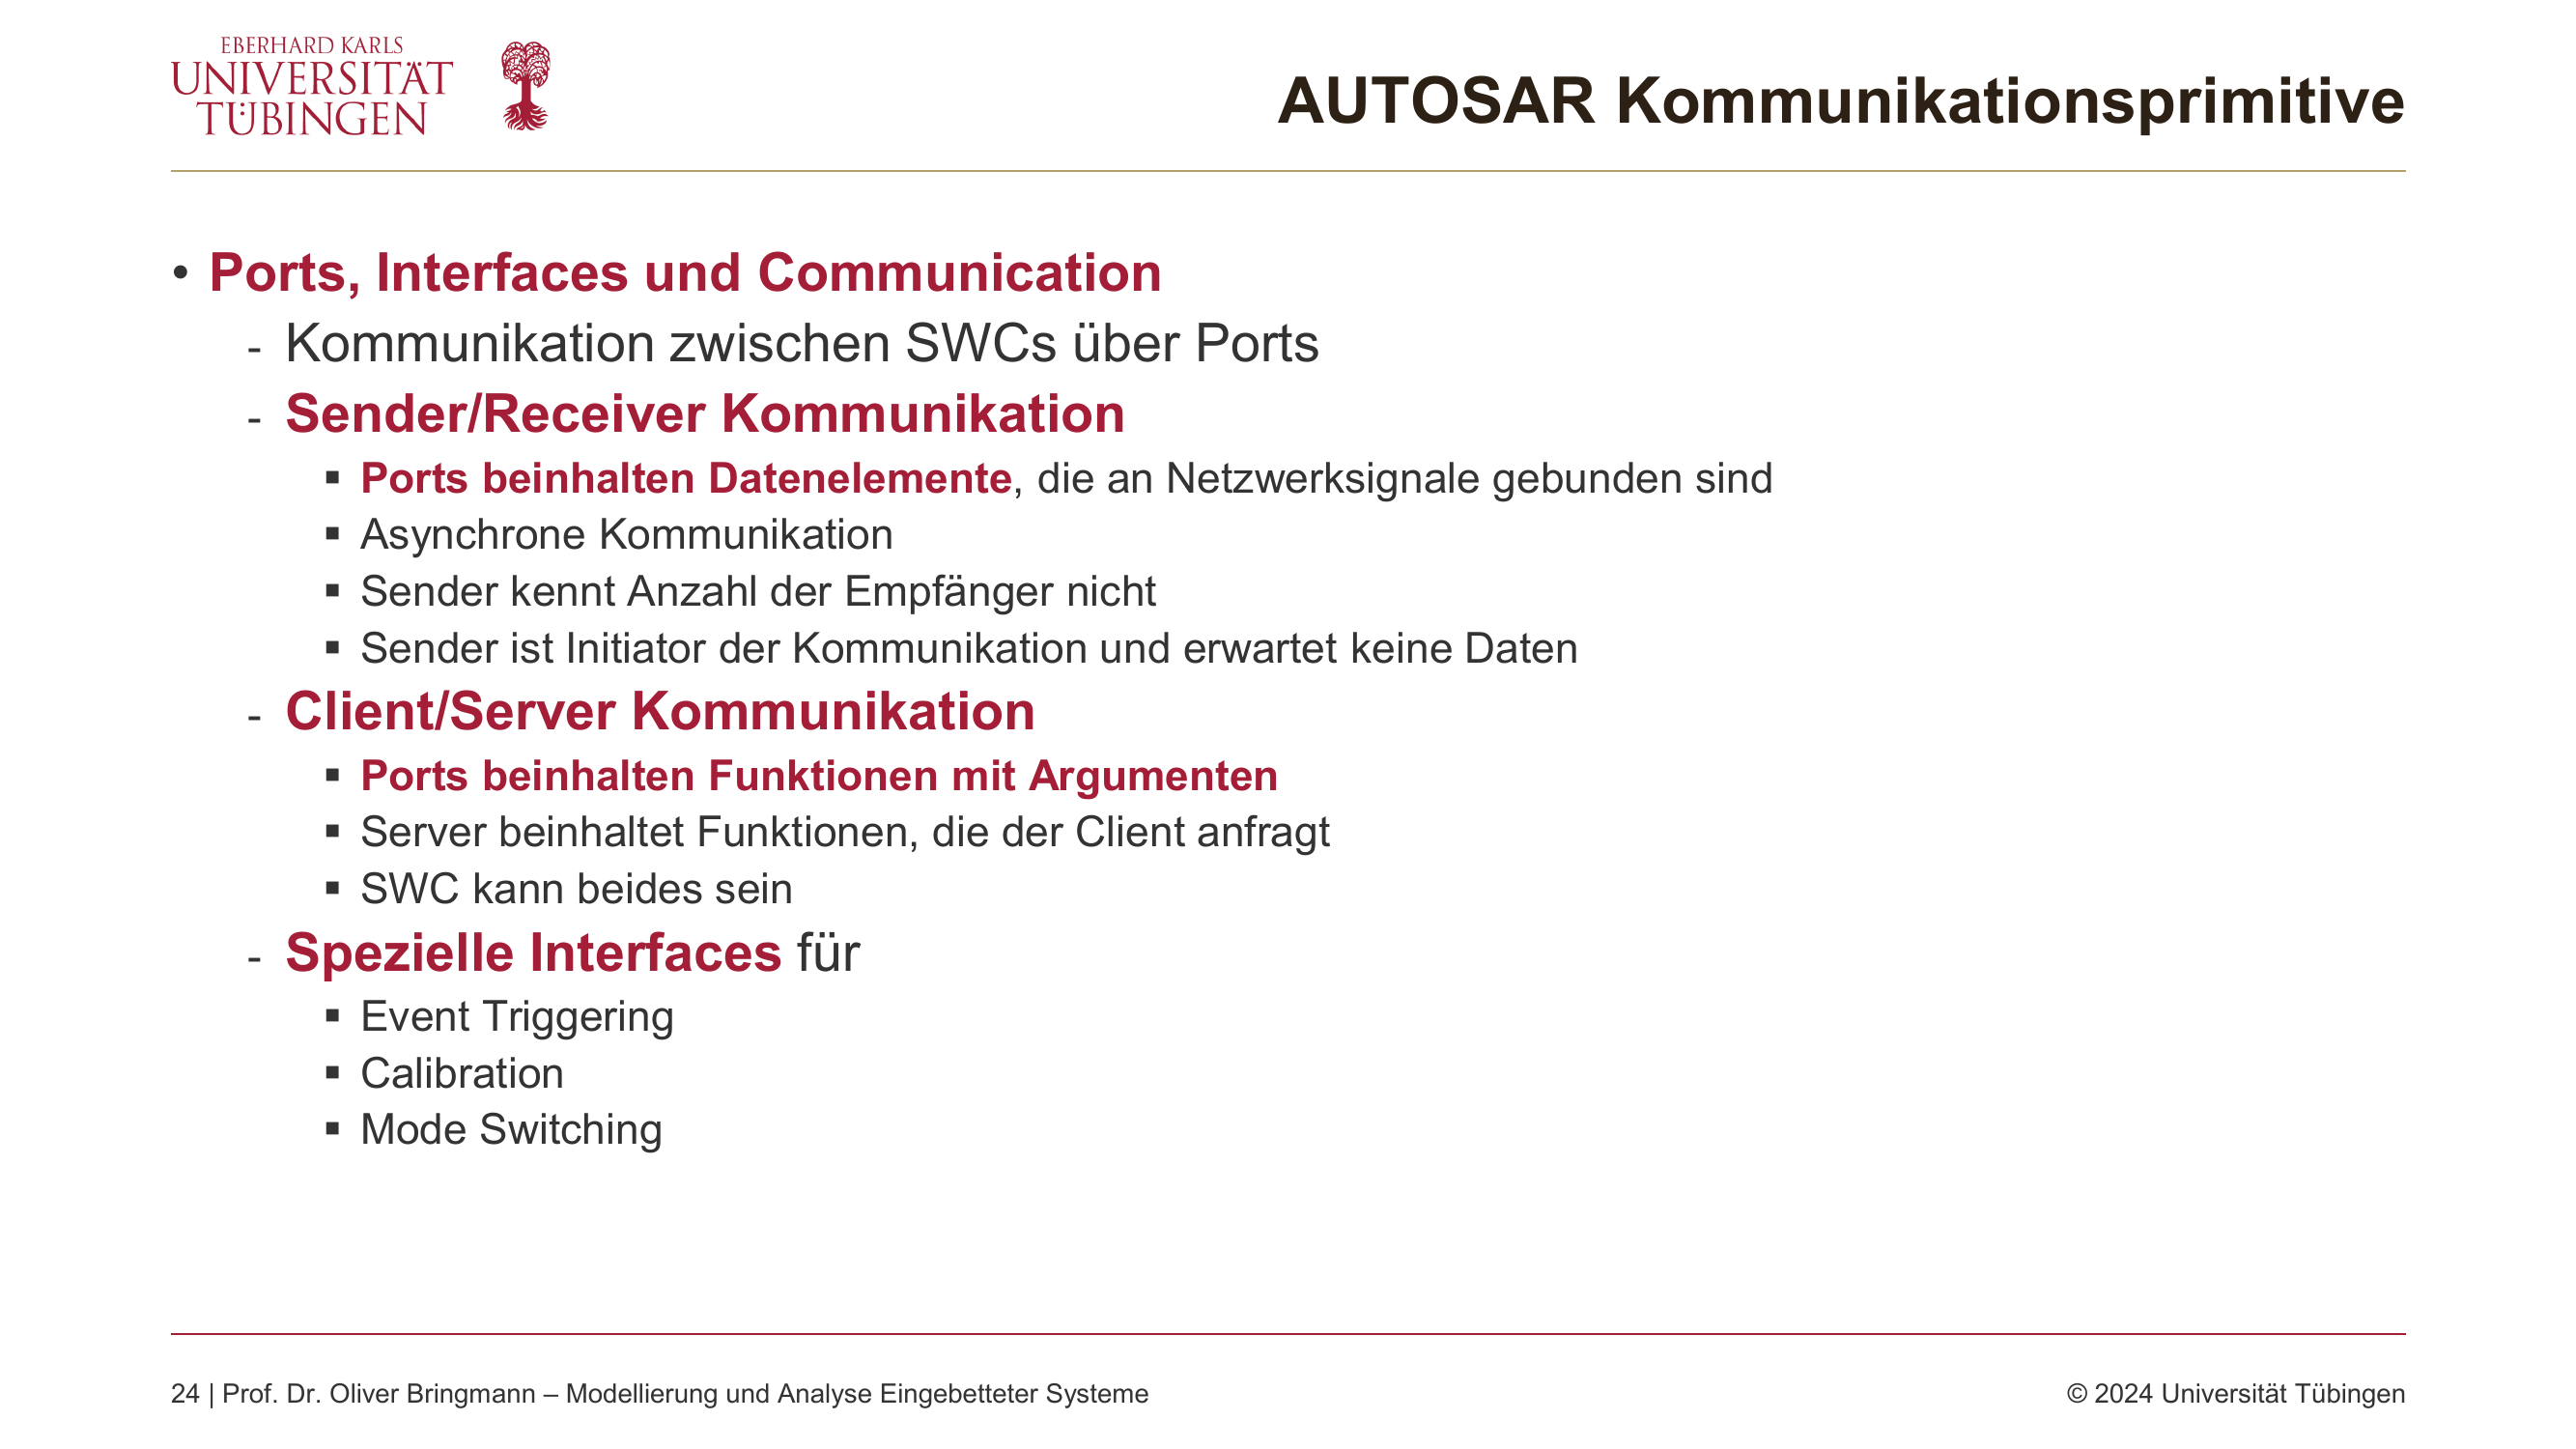 EBERHARD KARLS
UNIVERSITÄT
TÜBINGEN
AUTOSAR Kommunikationsprimitive
• Ports, Interfaces und Communication
- Kommunikation zwischen SWCs über Ports
- Sender/Receiver Kommunikation
▪ Ports beinhalten Datenelemente, die an Netzwerksignale gebunden sind
▪ Asynchrone Kommunikation
▪ Sender kennt Anzahl der Empfänger nicht
▪ Sender ist Initiator der Kommunikation und erwartet keine Daten
- Client/Server Kommunikation
▪ Ports beinhalten Funktionen mit Argumenten
▪ Server beinhaltet Funktionen, die der Client anfragt
▪ SWC kann beides sein
- Spezielle Interfaces für
▪ Event Triggering
▪ Calibration
▪ Mode Switching
24 | Prof. Dr. Oliver Bringmann – Modellierung und Analyse Eingebetteter Systeme
© 2024 Universität Tübingen